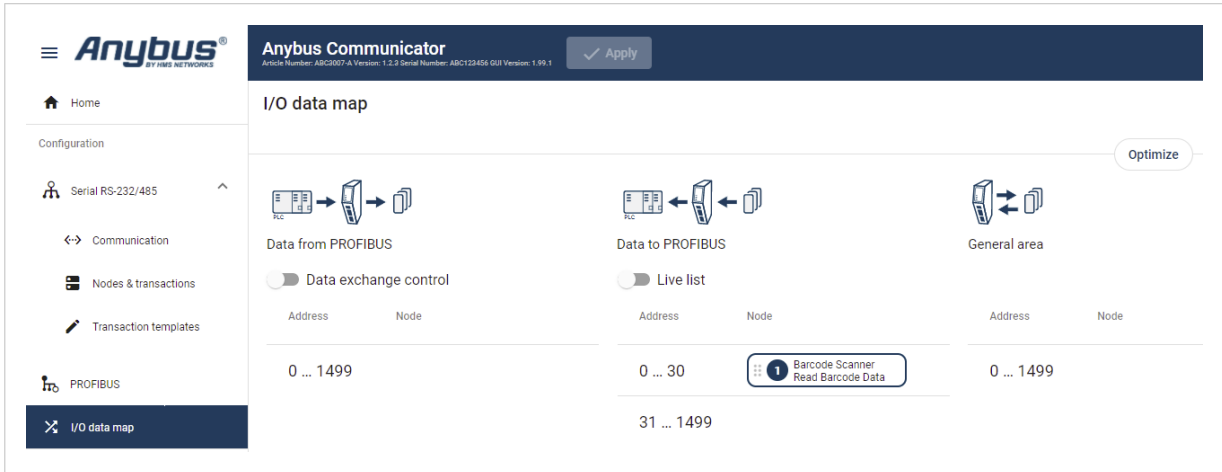 Anybus®
BY HMS NETWORKS
Anybus Communicator
Article Number: ABC3007-A Version: 1.2.3 Serial Number: ABC123456 GUI Version: 1.99.1
Apply
Home
Configuration
Serial RS-232/485
Communication
Nodes & transactions
Transaction templates
PROFIBUS
I/O data map
I/O data map
Optimize
PLC
Data from PROFIBUS
Data exchange control
Address Node
0 ... 1499
PLC
Data to PROFIBUS
Live list
Address Node
0 ... 30
1
Barcode Scanner
Read Barcode Data
31 ... 1499
General area
Address Node
0 ... 1499